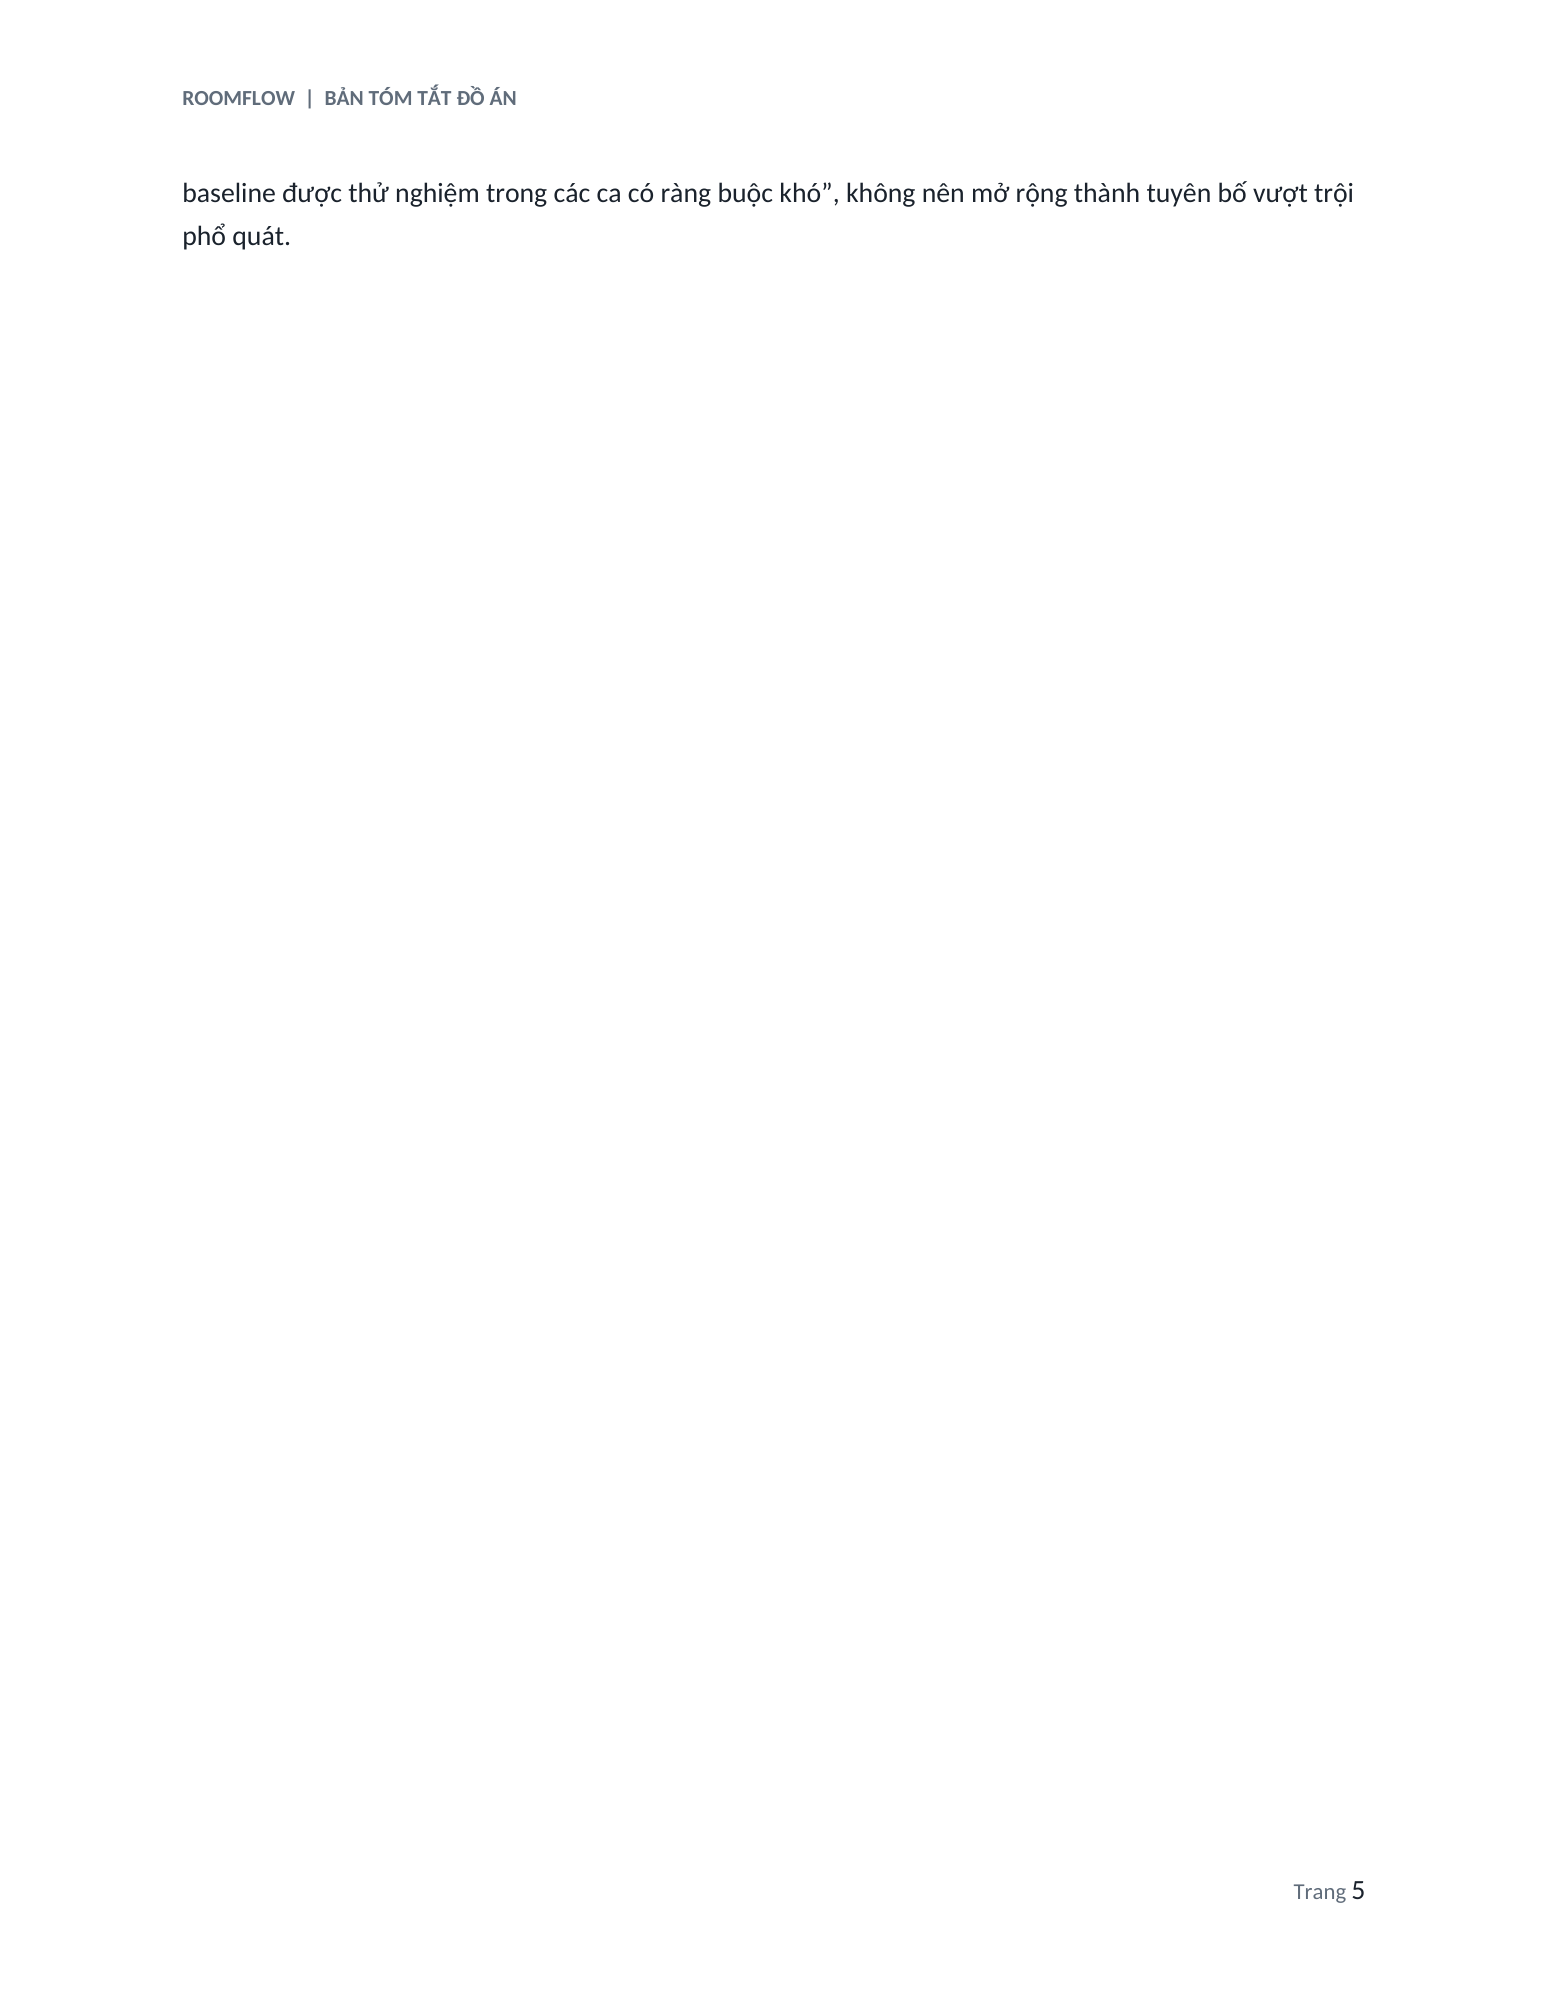 ROOMFLOW | BẢN TÓM TẮT ĐỒ ÁN
baseline được thử nghiệm trong các ca có ràng buộc khó”, không nên mở rộng thành tuyên bố vượt trội
phổ quát.
Trang 5